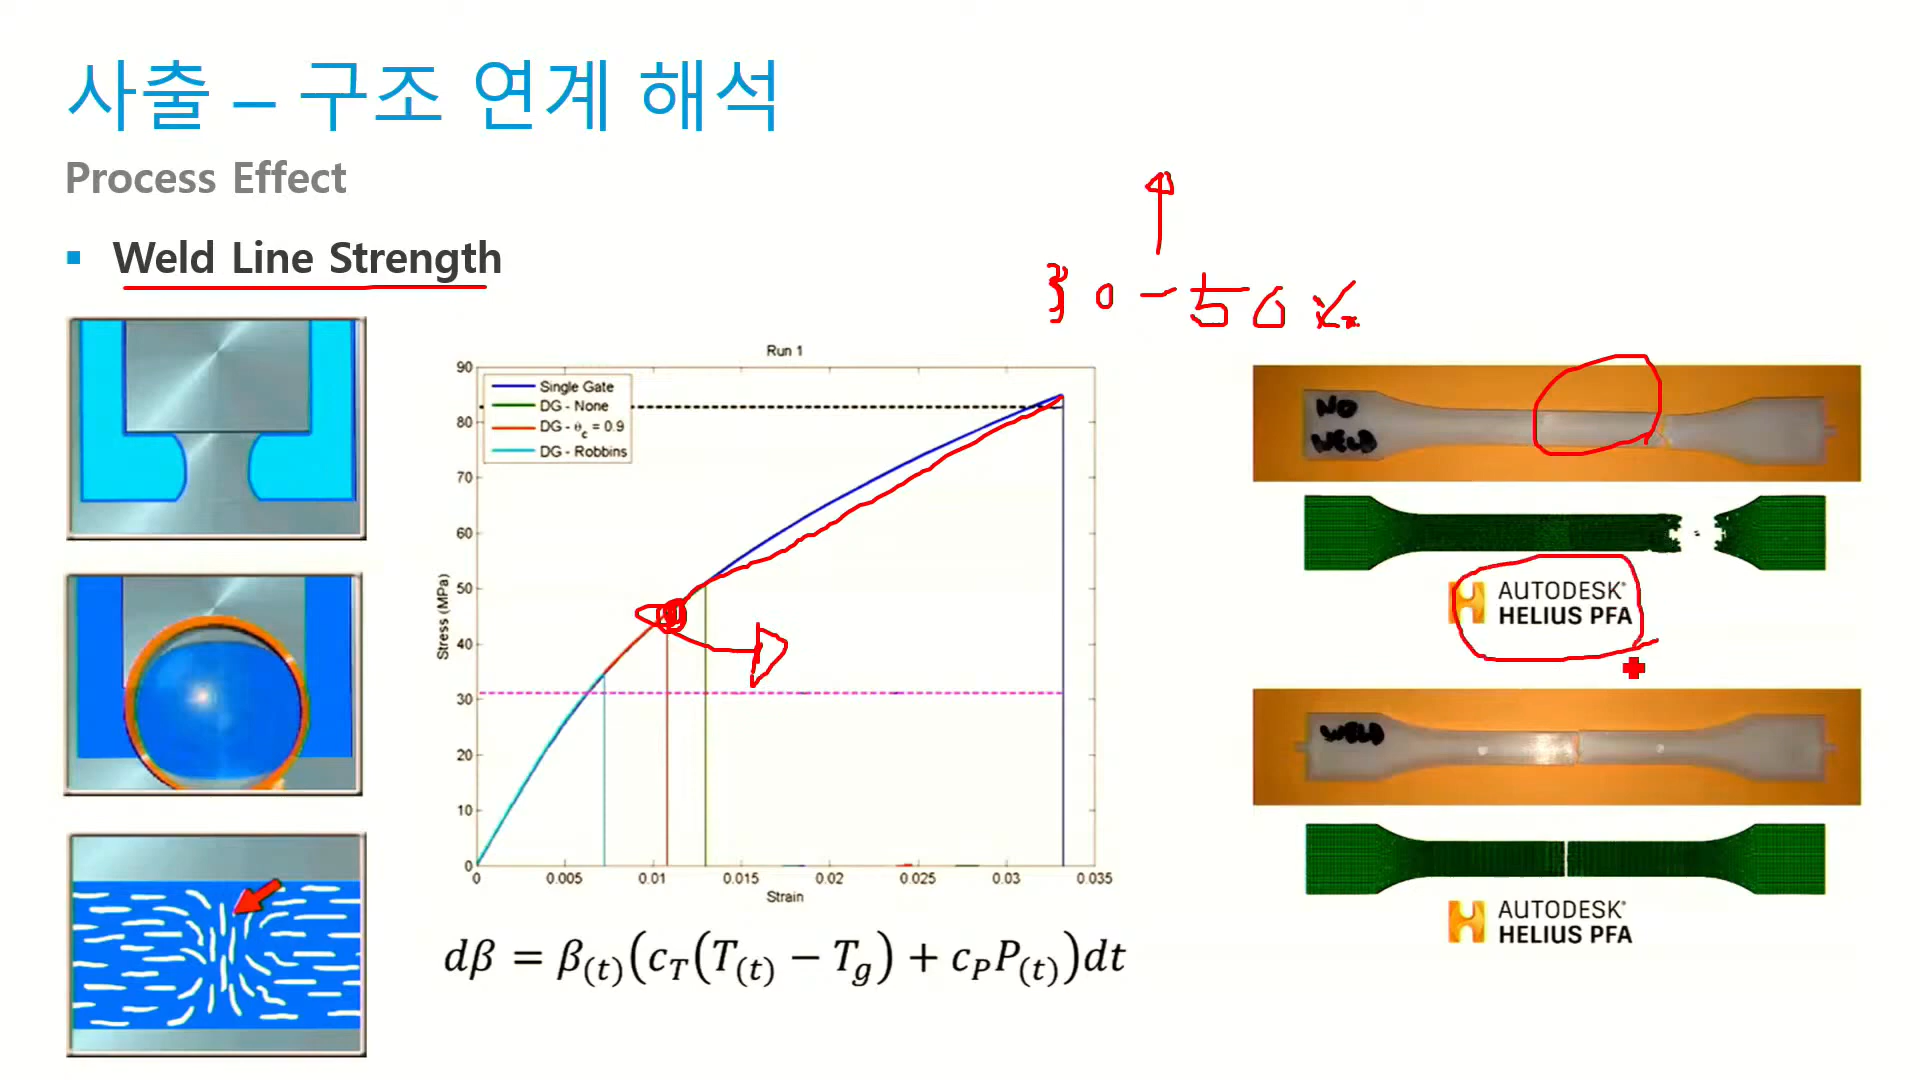 사출 – 구조 연계 해석
Process Effect
▪ Weld Line Strength
30 – 50%
Run 1
Single Gate
DG - None
DG - θc = 0.9
DG - Robbins
90
80
70
60
50
40
30
20
10
0
Stress (MPa)
0 0.005 0.01 0.015 0.02 0.025 0.03 0.035
Strain
dβ = β(t)(cT(T(t) − Tg) + cPP(t))dt
NO
WELD
AUTODESK®
HELIUS PFA
WELD
AUTODESK®
HELIUS PFA